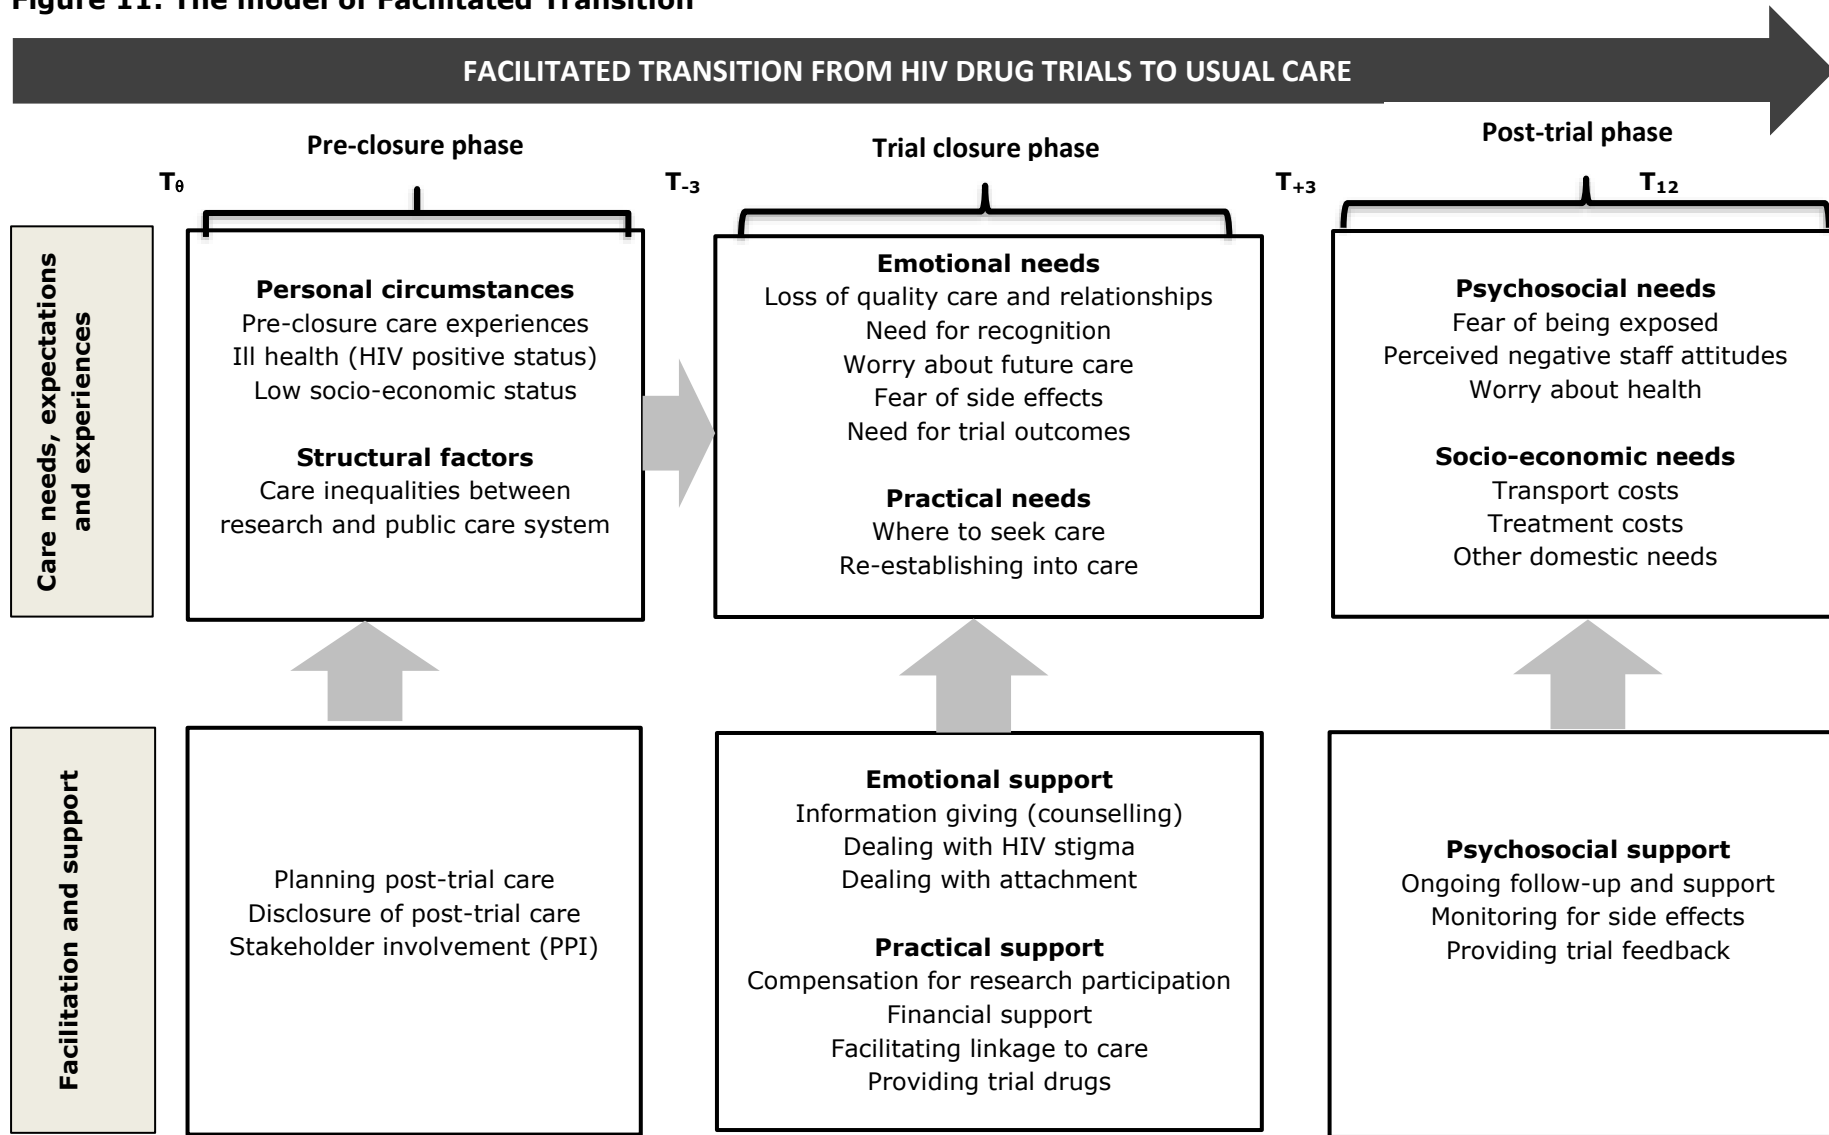 Figure 11: The model of Facilitated Transition
FACILITATED TRANSITION FROM HIV DRUG TRIALS TO USUAL CARE
Pre-closure phase
Trial closure phase
Post-trial phase
Tθ
T-3
T+3
T12
Care needs, expectations
and experiences
Personal circumstances
Pre-closure care experiences
Ill health (HIV positive status)
Low socio-economic status
Structural factors
Care inequalities between
research and public care system
Emotional needs
Loss of quality care and relationships
Need for recognition
Worry about future care
Fear of side effects
Need for trial outcomes
Practical needs
Where to seek care
Re-establishing into care
Psychosocial needs
Fear of being exposed
Perceived negative staff attitudes
Worry about health
Socio-economic needs
Transport costs
Treatment costs
Other domestic needs
Facilitation and support
Planning post-trial care
Disclosure of post-trial care
Stakeholder involvement (PPI)
Emotional support
Information giving (counselling)
Dealing with HIV stigma
Dealing with attachment
Practical support
Compensation for research participation
Financial support
Facilitating linkage to care
Providing trial drugs
Psychosocial support
Ongoing follow-up and support
Monitoring for side effects
Providing trial feedback